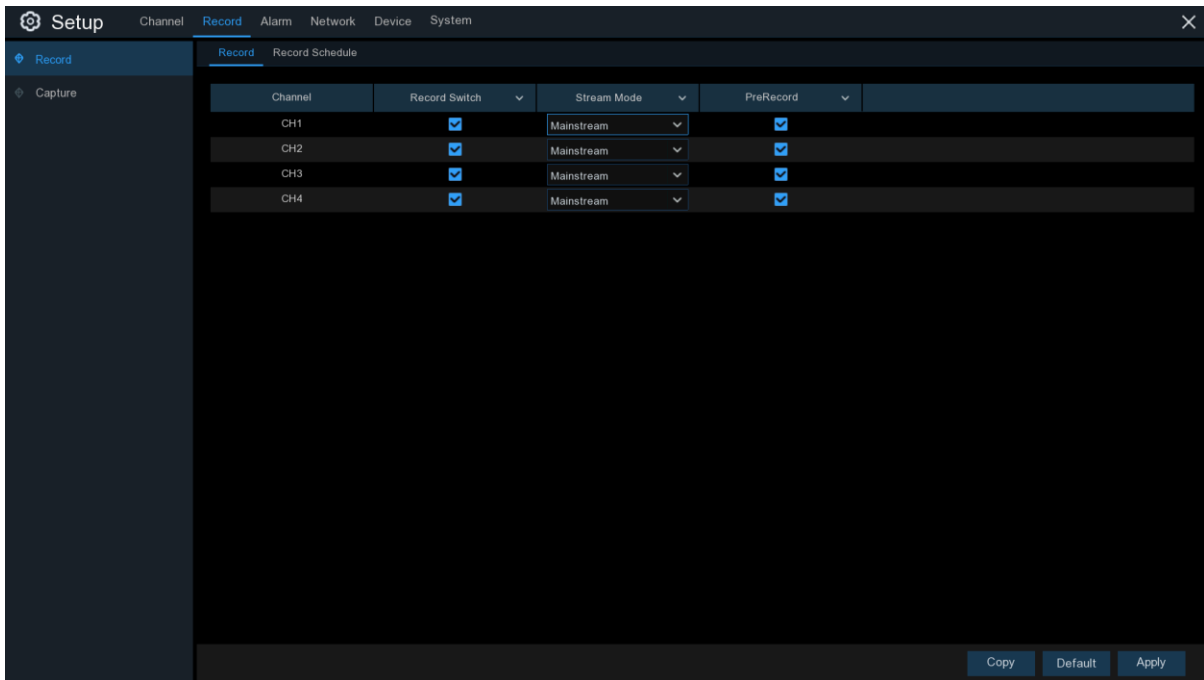 Setup Channel Record Alarm Network Device System
Record
Capture
Record Record Schedule
Channel Record Switch Stream Mode PreRecord
CH1 Mainstream
CH2 Mainstream
CH3 Mainstream
CH4 Mainstream
Copy Default Apply